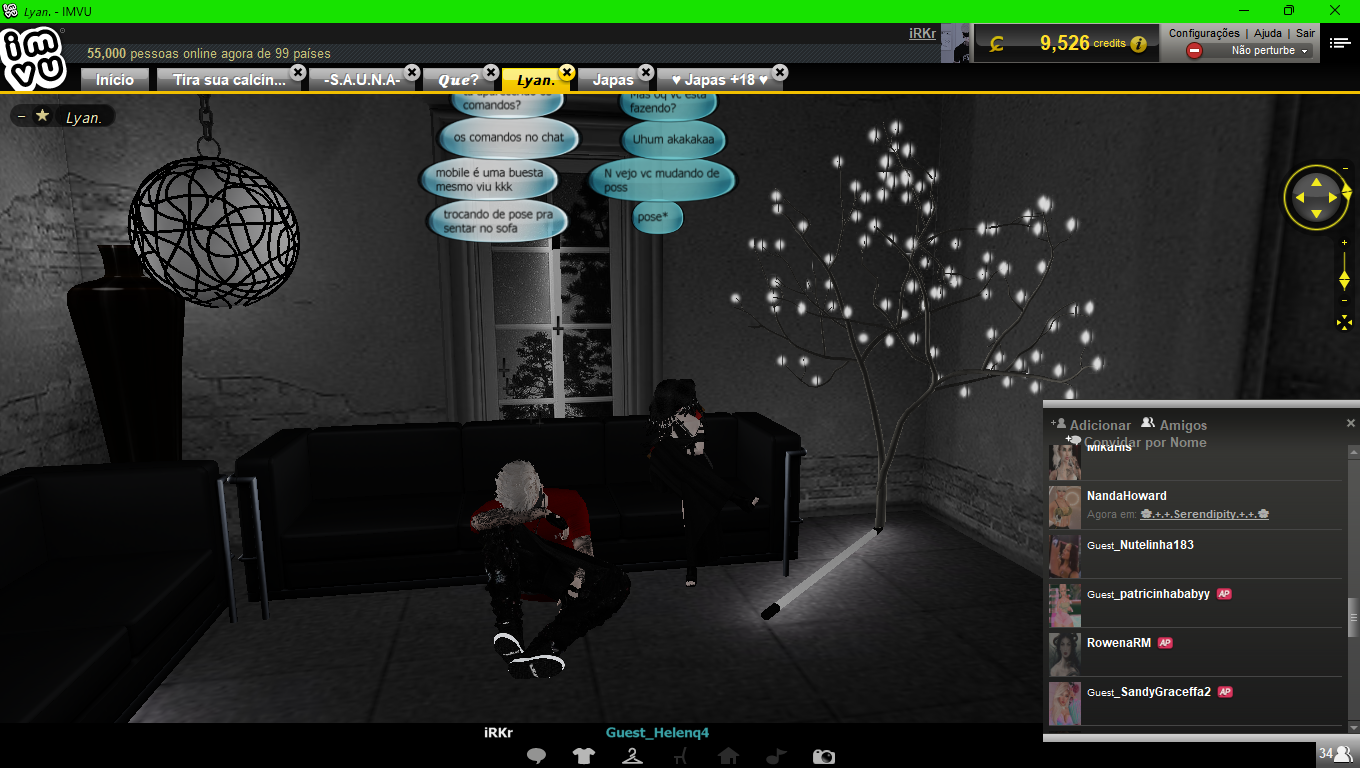 Lyan. - IMVU
imvu
iRKr
55,000 pessoas online agora de 99 países
9,526 credits
Configurações | Ajuda | Sair
Não perturbe
Início
Tira sua calcin...
-S.A.U.N.A-
Que?
Lyan.
Japas
♥ Japas +18 ♥
Lyan.
comandos?
os comandos no chat
mobile é uma buesta
mesmo viu kkk
trocando de pose pra
sentar no sofa
Mas oq vc esta
fazendo?
Uhum akakakaa
N vejo vc mudando de
poss
pose*
Adicionar
Amigos
Convidar por Nome
NandaHoward
Agora em: ✿.+.+.Serendipity.+.+.✿
Guest_Nutelinha183
Guest_patricinhababyy AP
RowenaRM AP
Guest_SandyGraceffa2 AP
iRKr
Guest_Helenq4
34